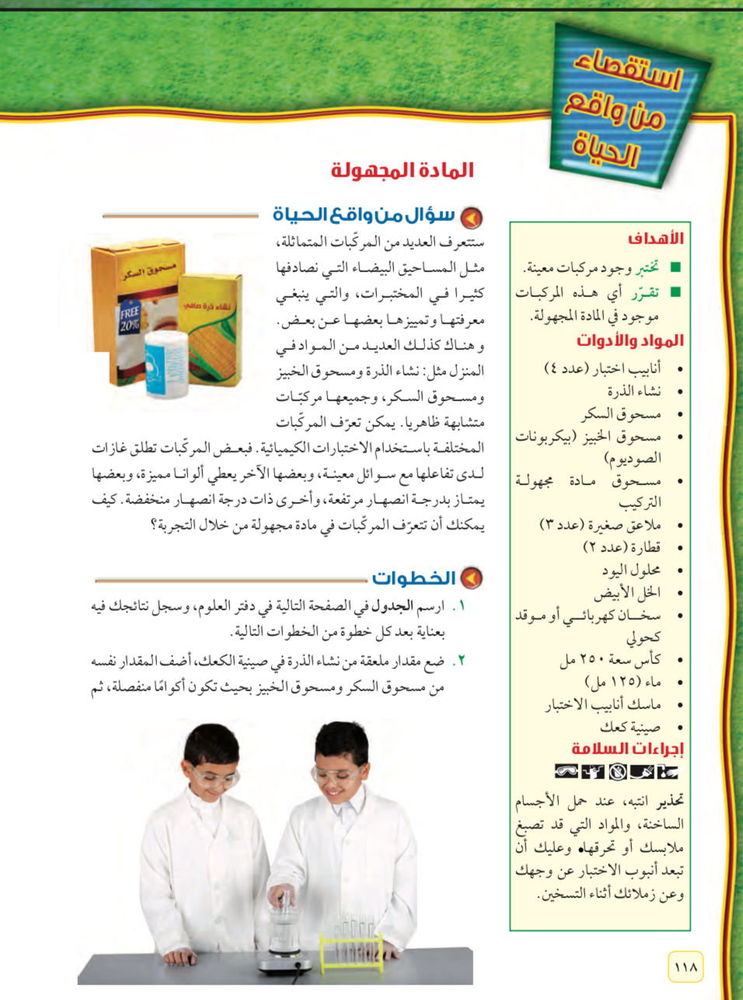 استقصاء
من واقع
الحياة
المادة المجهولة
سؤال من واقع الحياة
ستتعرف العديد من المركّبات المتماثلة،
مثل المساحيق البيضاء التي نصادفها
كثيرا في المختبرات، والتي ينبغي
معرفتها وتمييزها بعضها عن بعض.
وهناك كذلك العديد من المواد في
المنزل مثل: نشاء الذرة ومسحوق الخبيز
ومسحوق السكر، وجميعها مركبّات
متشابهة ظاهريا. يمكن تعرّف المركّبات
المختلفة باستخدام الاختبارات الكيميائية. فبعض المركّبات تطلق غازات
لدى تفاعلها مع سوائل معينة، وبعضها الآخر يعطي ألوانا مميزة، وبعضها
يمتاز بدرجة انصهار مرتفعة، وأخرى ذات درجة انصهار منخفضة. كيف
يمكنك أن تتعرّف المركّبات في مادة مجهولة من خلال التجربة؟
مسحوق السكر
FREE
20%
نشاء ذرة صافي
الخطوات
١. ارسم الجدول في الصفحة التالية في دفتر العلوم، وسجل نتائجك فيه
بعناية بعد كل خطوة من الخطوات التالية.
٢. ضع مقدار ملعقة من نشاء الذرة في صينية الكعك، أضف المقدار نفسه
من مسحوق السكر ومسحوق الخبيز بحيث تكون أكوامًا منفصلة، ثم
الأهداف
■ تختبر وجود مركبات معينة.
■ تقرّر أي هذه المركبات
موجود في المادة المجهولة.
المواد والأدوات
• أنابيب اختبار (عدد ٤)
• نشاء الذرة
• مسحوق السكر
• مسحوق الخبيز (بيكربونات
الصوديوم)
• مسحوق مادة مجهولة
التركيب
• ملاعق صغيرة (عدد ٣)
• قطارة (عدد ٢)
• محلول اليود
• الخل الأبيض
• سخان كهربائي أو موقد
كحولي
• كأس سعة ٢٥٠ مل
• ماء (١٢٥ مل)
• ماسك أنابيب الاختبار
• صينية كعك
إجراءات السلامة
تحذير انتبه، عند حمل الأجسام
الساخنة، والمواد التي قد تصبغ
ملابسك أو تحرقها. وعليك أن
تبعد أنبوب الاختبار عن وجهك
وعن زملائك أثناء التسخين.
١١٨